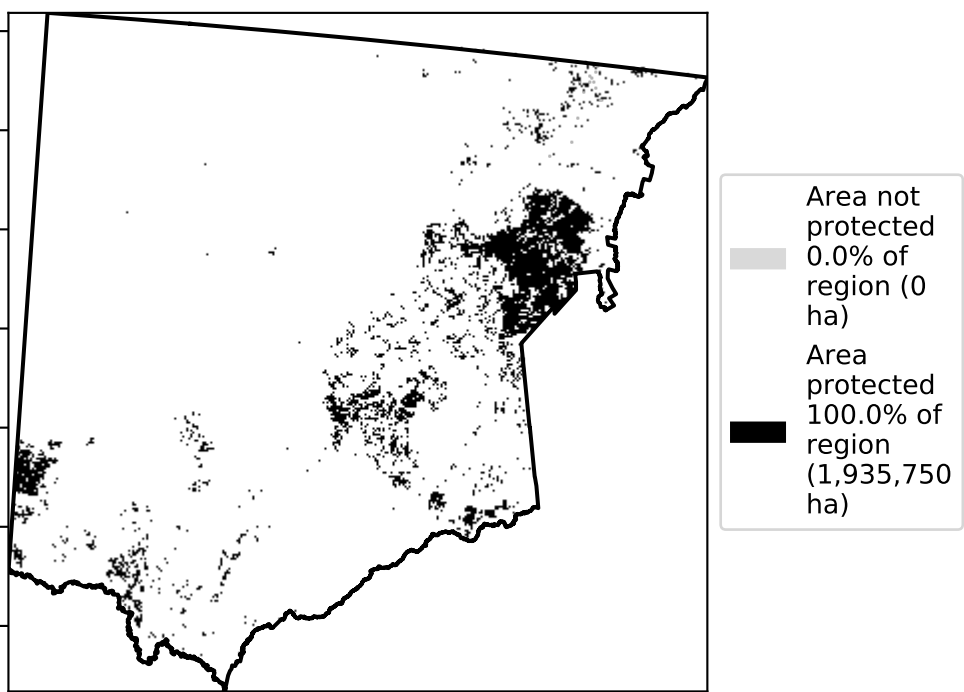 Area not
protected
0.0% of
region (0
ha)
Area
protected
100.0% of
region
(1,935,750
ha)